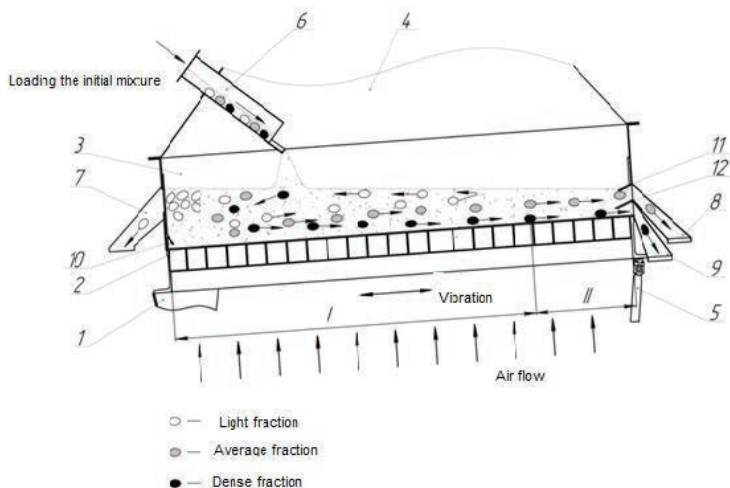 6
4
Loading the initial mixture
3
11
12
7
8
10
9
2
Vibration
1
I
II
5
Air flow
Light fraction
Average fraction
Dense fraction